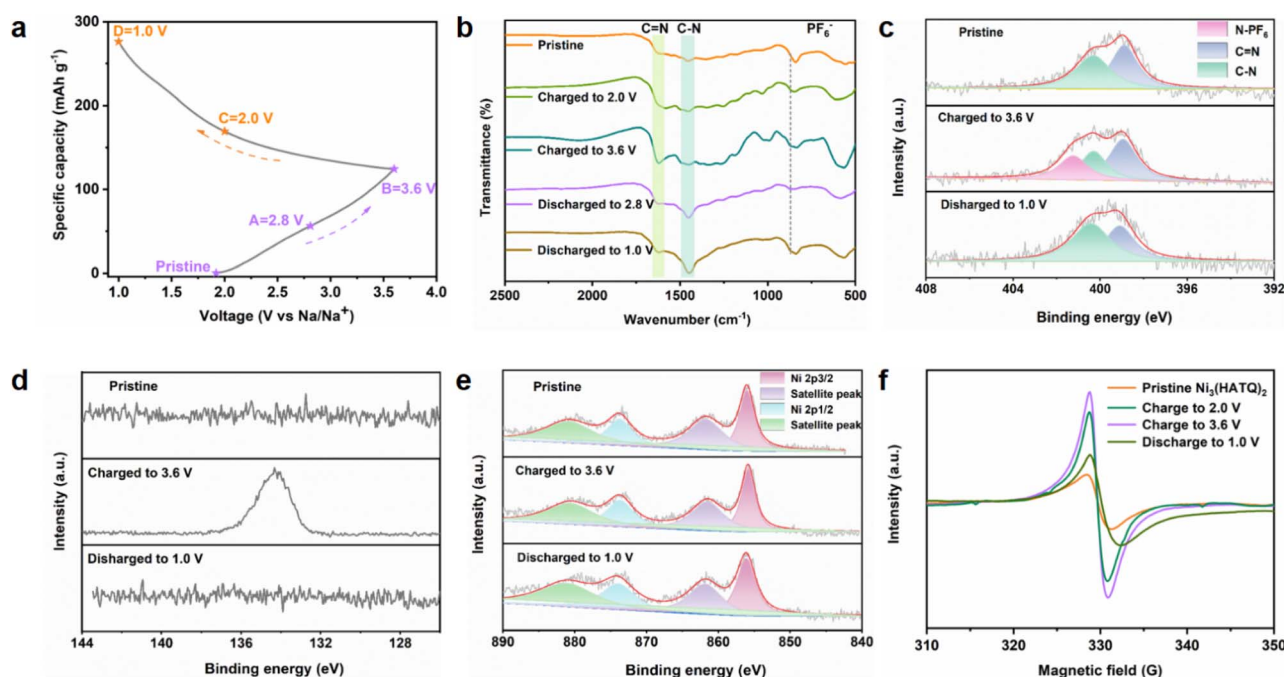 a
D=1.0 V
C=2.0 V
B=3.6 V
A=2.8 V
Pristine
300
200
100
0
1.0 1.5 2.0 2.5 3.0 3.5 4.0
Specific capacity (mAh g⁻¹)
Voltage (V vs Na/Na⁺)
b
C=N C-N PF₆⁻
Pristine
Charged to 2.0 V
Charged to 3.6 V
Discharged to 2.8 V
Discharged to 1.0 V
2500 2000 1500 1000 500
Transmittance (%)
Wavenumber (cm⁻¹)
c
Pristine
N-PF₆
C=N
C-N
Charged to 3.6 V
Disharged to 1.0 V
408 404 400 396 392
Intensity (a.u.)
Binding energy (eV)
d
Pristine
Charged to 3.6 V
Disharged to 1.0 V
144 140 136 132 128
Intensity (a.u.)
Binding energy (eV)
e
Pristine
Ni 2p3/2
Satellite peak
Ni 2p1/2
Satellite peak
Charged to 3.6 V
Discharged to 1.0 V
890 880 870 860 850 840
Intensity (a.u.)
Binding energy (eV)
f
Pristine Ni₃(HATQ)₂
Charge to 2.0 V
Charge to 3.6 V
Discharge to 1.0 V
310 320 330 340 350
Intensity (a.u.)
Magnetic field (G)